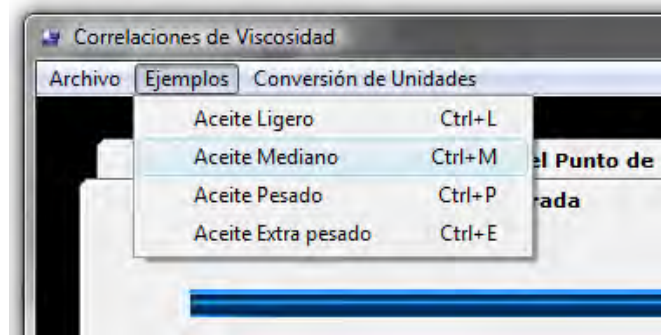 Correlaciones de Viscosidad
Archivo Ejemplos Conversión de Unidades
Aceite Ligero Ctrl+L
Aceite Mediano Ctrl+M
el Punto de
Aceite Pesado Ctrl+P
rada
Aceite Extra pesado Ctrl+E